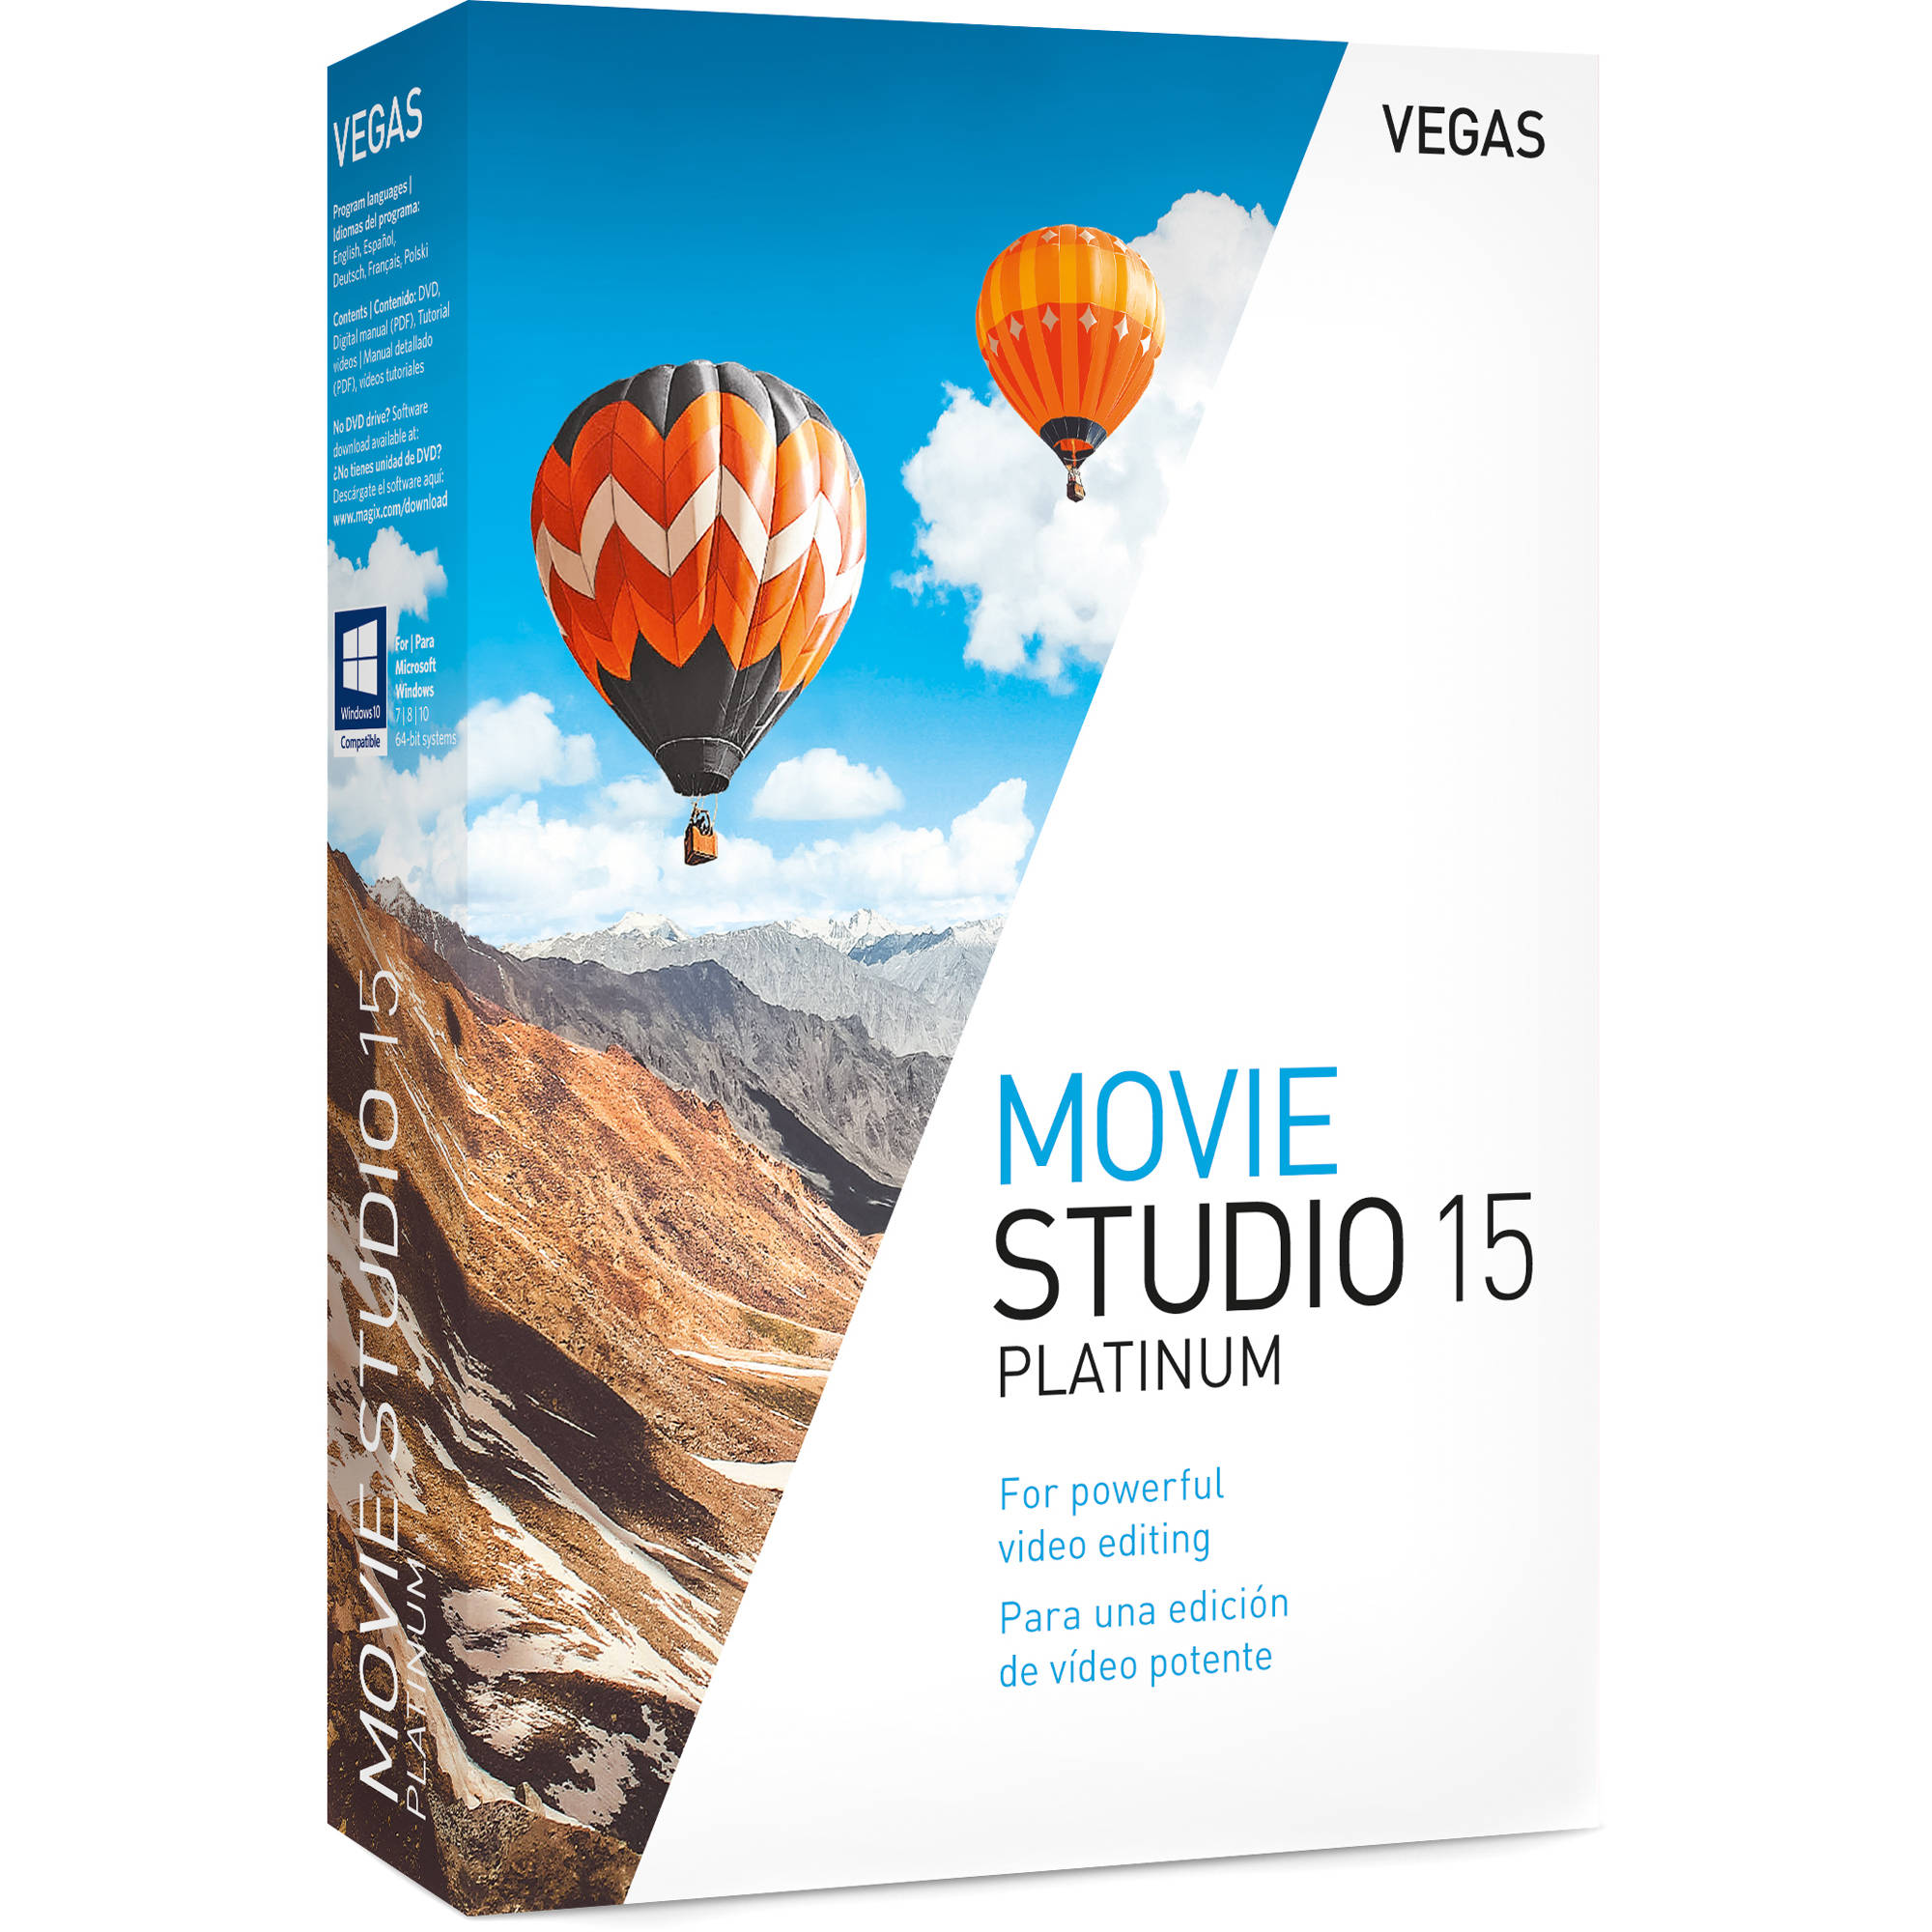 VEGAS
Program languages |
Idiomas del programa:
English, Español,
Deutsch, Français, Polski
Contents | Contenido: DVD,
Digital manual (PDF), Tutorial
videos | Manual detallado
(PDF), vídeos tutoriales
No DVD drive? Software
download available at:
¿No tienes unidad de DVD?
Descárgate el software aquí:
www.magix.com/download
Windows 10
Compatible
For | Para
Microsoft
Windows
7 | 8 | 10
64-bit systems
MOVIE STUDIO 15
PLATINUM
VEGAS
MOVIE
STUDIO 15
PLATINUM
For powerful
video editing
Para una edición
de vídeo potente